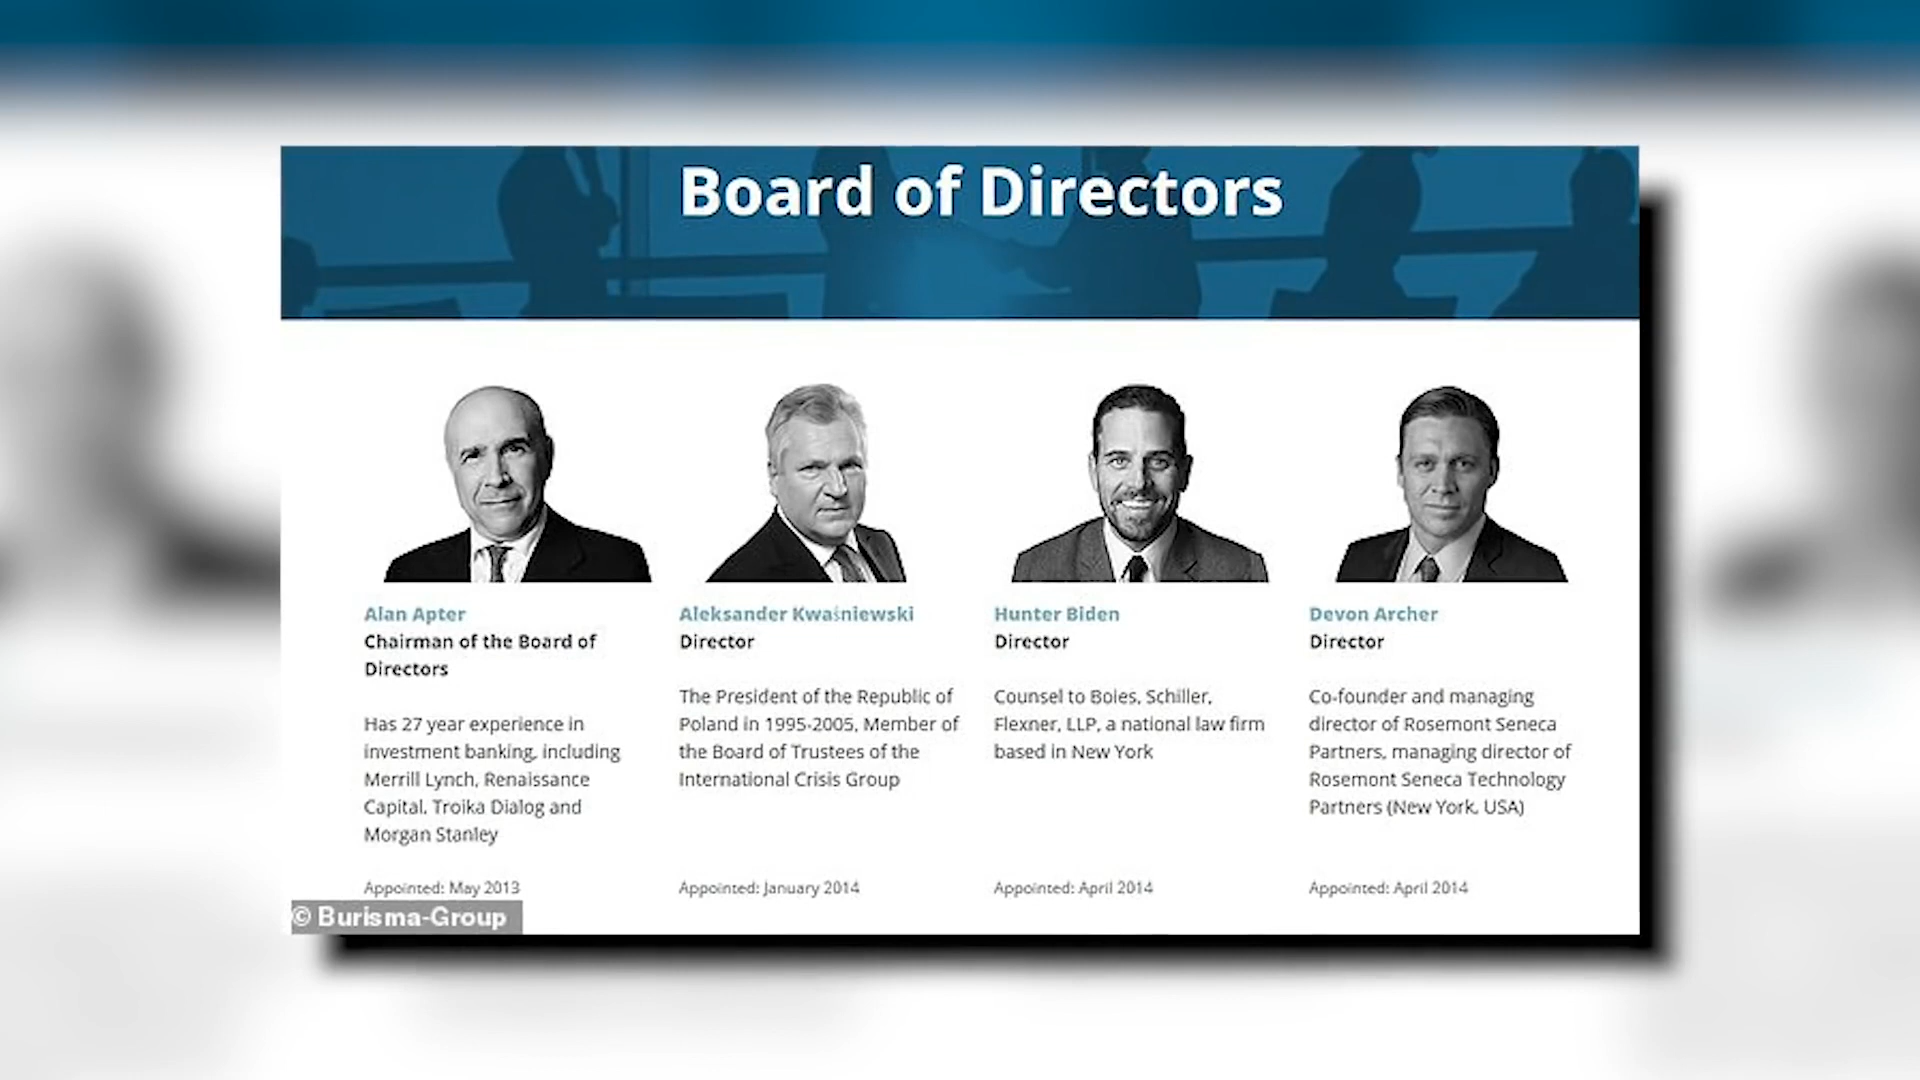 Board of Directors
Alan Apter
Chairman of the Board of
Directors
Has 27 year experience in
investment banking, including
Merrill Lynch, Renaissance
Capital, Troika Dialog and
Morgan Stanley
Appointed: May 2013
Aleksander Kwaśniewski
Director
The President of the Republic of
Poland in 1995-2005, Member of
the Board of Trustees of the
International Crisis Group
Appointed: January 2014
Hunter Biden
Director
Counsel to Boies, Schiller,
Flexner, LLP, a national law firm
based in New York
Appointed: April 2014
Devon Archer
Director
Co-founder and managing
director of Rosemont Seneca
Partners, managing director of
Rosemont Seneca Technology
Partners (New York, USA)
Appointed: April 2014
© Burisma-Group